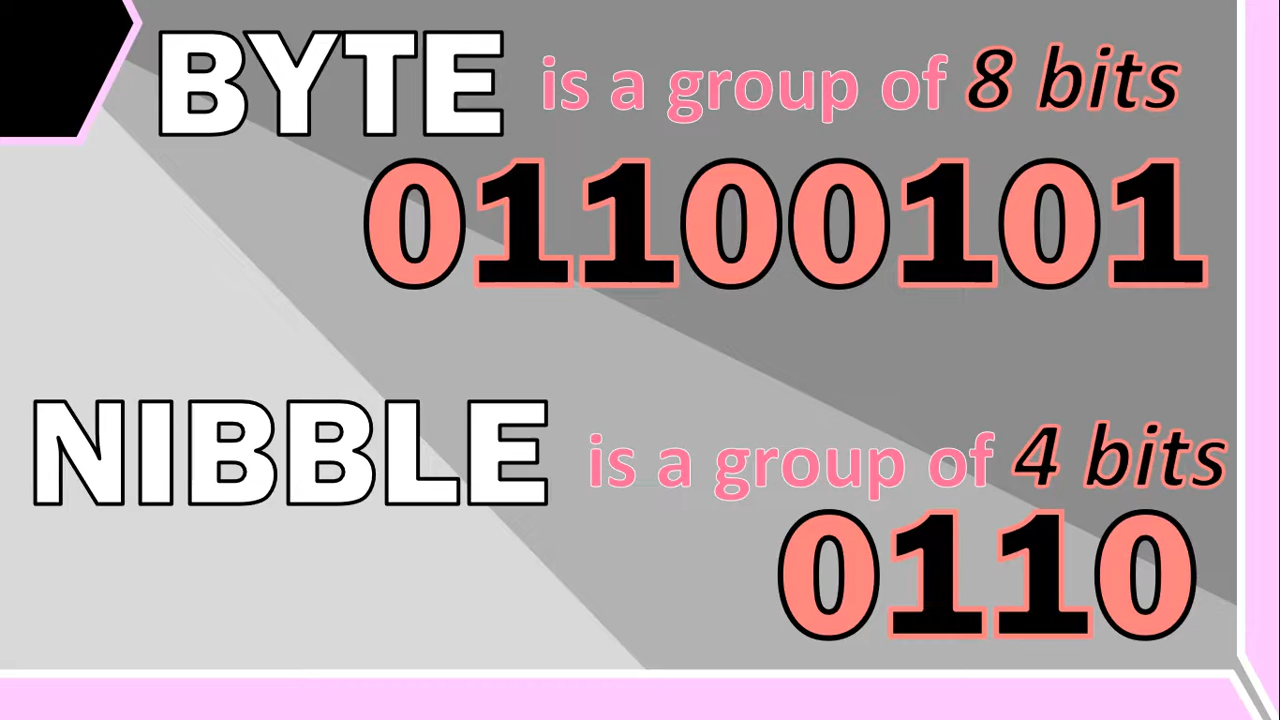 BYTE is a group of 8 bits
01100101
NIBBLE is a group of 4 bits
0110